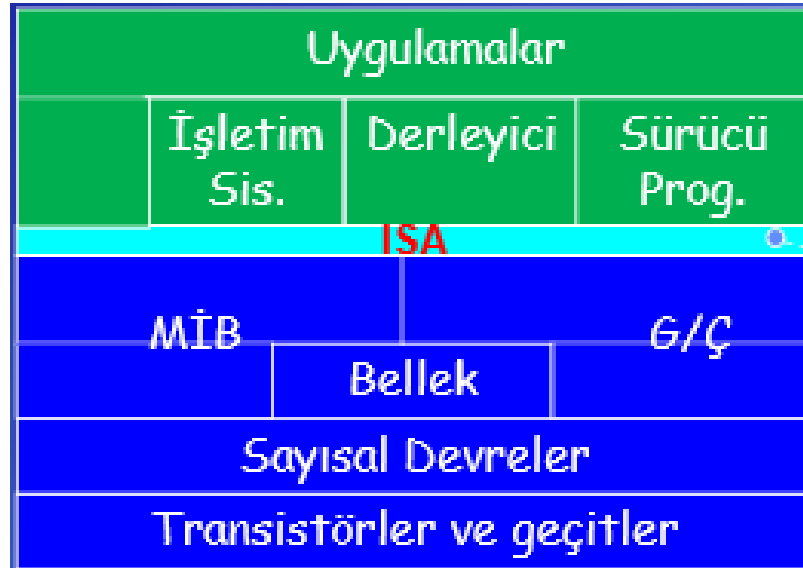 Uygulamalar
İşletim Sis.
Derleyici
Sürücü Prog.
ISA
MİB
G/Ç
Bellek
Sayısal Devreler
Transistörler ve geçitler